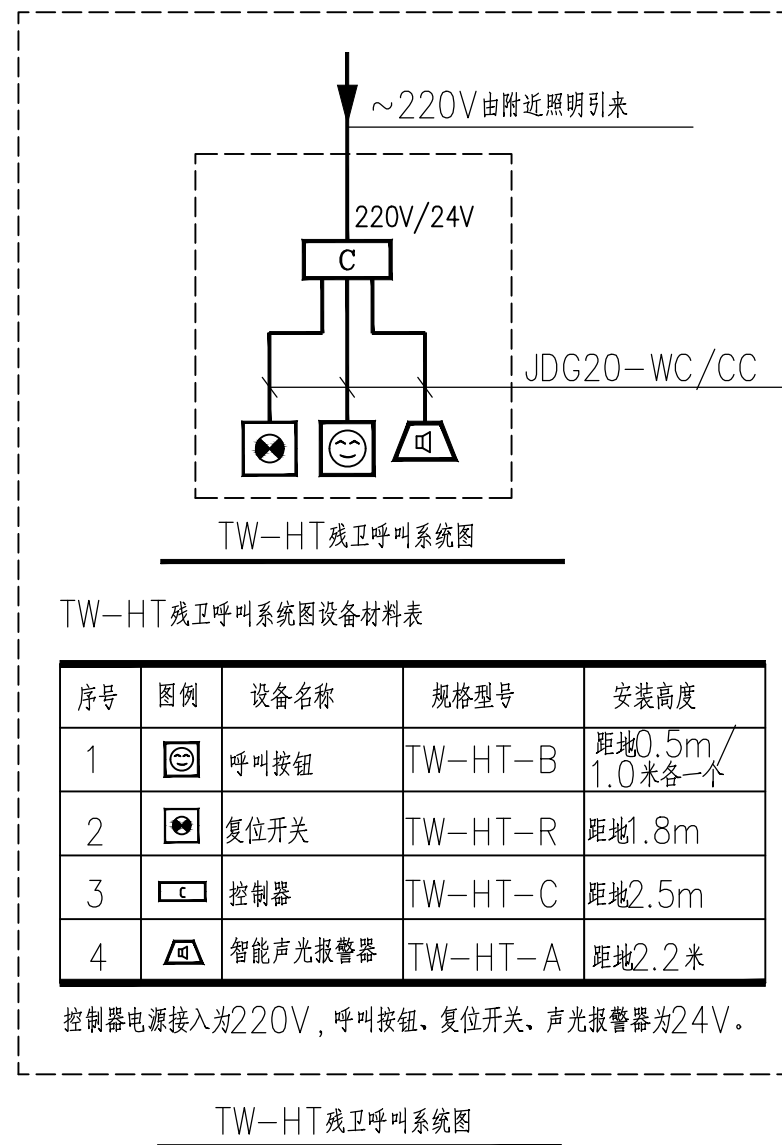 ~220V由附近照明引来
220V/24V
C
JDG20-WC/CC
TW-HT残卫呼叫系统图
TW-HT残卫呼叫系统图设备材料表
序号 图例 设备名称 规格型号 安装高度
1 呼叫按钮 TW-HT-B 距地0.5m/
1.0米各一个
2 复位开关 TW-HT-R 距地1.8m
3 C 控制器 TW-HT-C 距地2.5m
4 智能声光报警器 TW-HT-A 距地2.2米
控制器电源接入为220V,呼叫按钮、复位开关、声光报警器为24V。
TW-HT残卫呼叫系统图